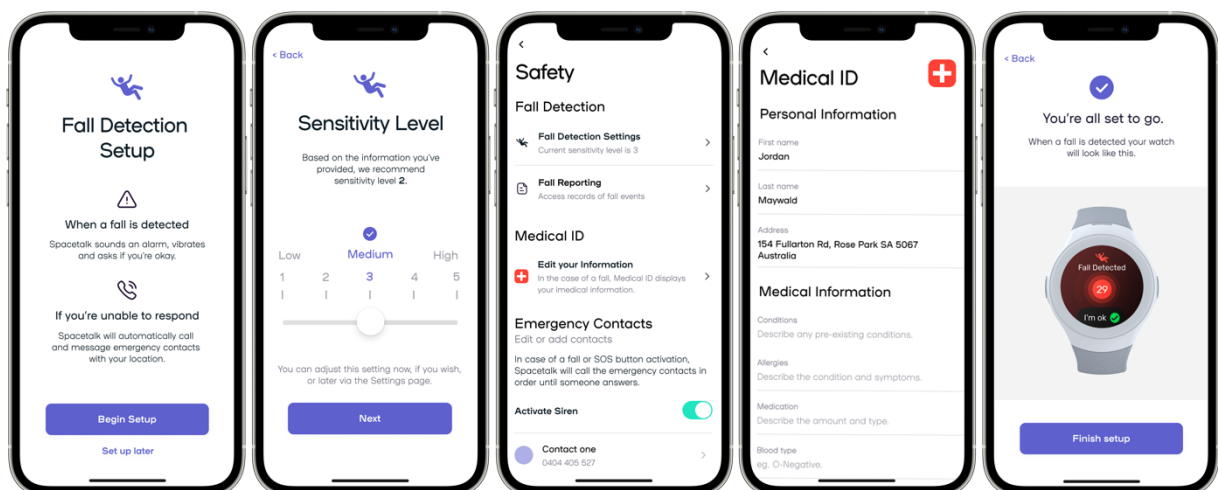 Fall Detection
Setup
When a fall is detected
Spacetalk sounds an alarm, vibrates
and asks if you're okay.
If you're unable to respond
Spacetalk will automatically call
and message emergency contacts
with your location.
Begin Setup
Set up later
< Back
Sensitivity Level
Based on the information you've
provided, we recommend
sensitivity level 2.
Low Medium High
1 2 3 4 5
You can adjust this setting now, if you wish,
or later via the Settings page.
Next
<
Safety
Fall Detection
Fall Detection Settings
Current sensitivity level is 3
Fall Reporting
Access records of fall events
Medical ID
Edit your Information
In the case of a fall, Medical ID displays
your imedical information.
Emergency Contacts
Edit or add contacts
In case of a fall or SOS button activation,
Spacetalk will call the emergency contacts in
order until someone answers.
Activate Siren
Contact one
0404 405 527
<
Medical ID
Personal Information
First name
Jordan
Last name
Maywald
Address
154 Fullarton Rd, Rose Park SA 5067
Australia
Medical Information
Conditions
Describe any pre-existing conditions.
Allergies
Describe the condition and symptoms.
Medication
Describe the amount and type.
Blood type
eg. O-Negative.
< Back
You're all set to go.
When a fall is detected your watch
will look like this.
Fall Detected
29
I'm ok
Finish setup